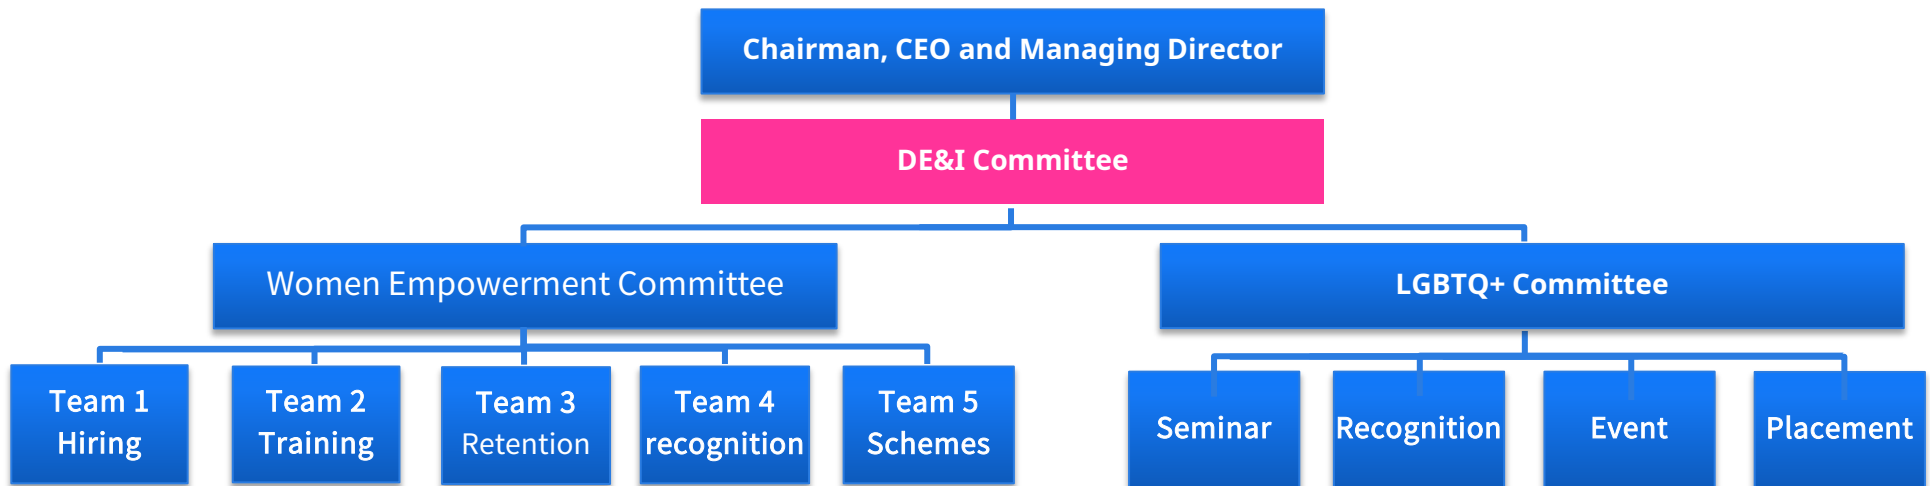 Chairman, CEO and Managing Director
DE&I Committee
Women Empowerment Committee
LGBTQ+ Committee
Team 1
Hiring
Team 2
Training
Team 3
Retention
Team 4
recognition
Team 5
Schemes
Seminar
Recognition
Event
Placement